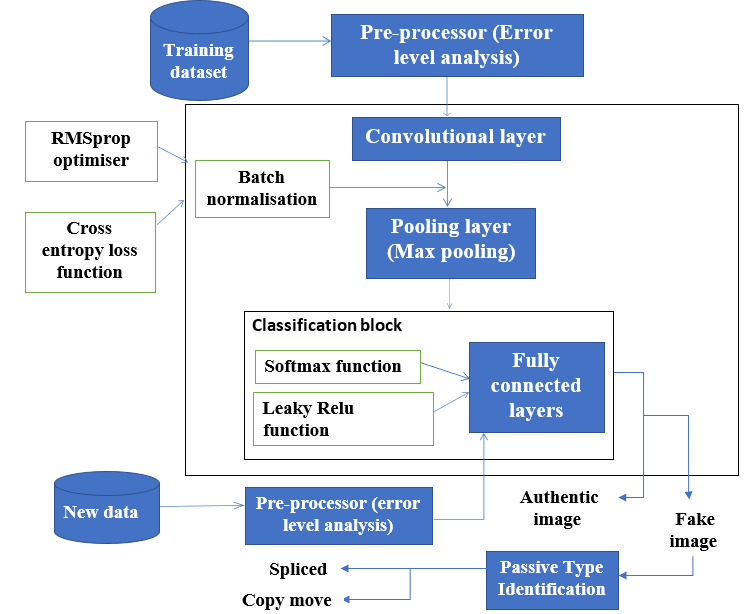 Training
dataset
Pre-processor (Error
level analysis)
Convolutional layer
RMSprop
optimiser
Batch
normalisation
Cross
entropy loss
function
Pooling layer
(Max pooling)
Classification block
Softmax function
Leaky Relu
function
Fully
connected
layers
New data
Pre-processor (error
level analysis)
Authentic
image
Fake
image
Passive Type
Identification
Spliced
Copy move